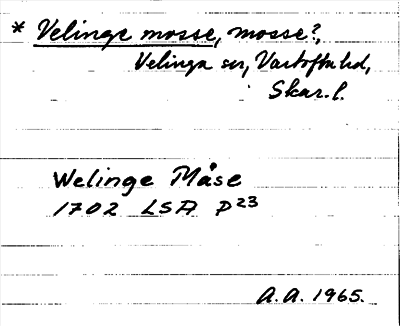 * Velinge mosse, mosse?,
Velinga sn, Vartofta hd,
Skar. l.
Welinge Måse
1702 LSA P23
A.A. 1965.